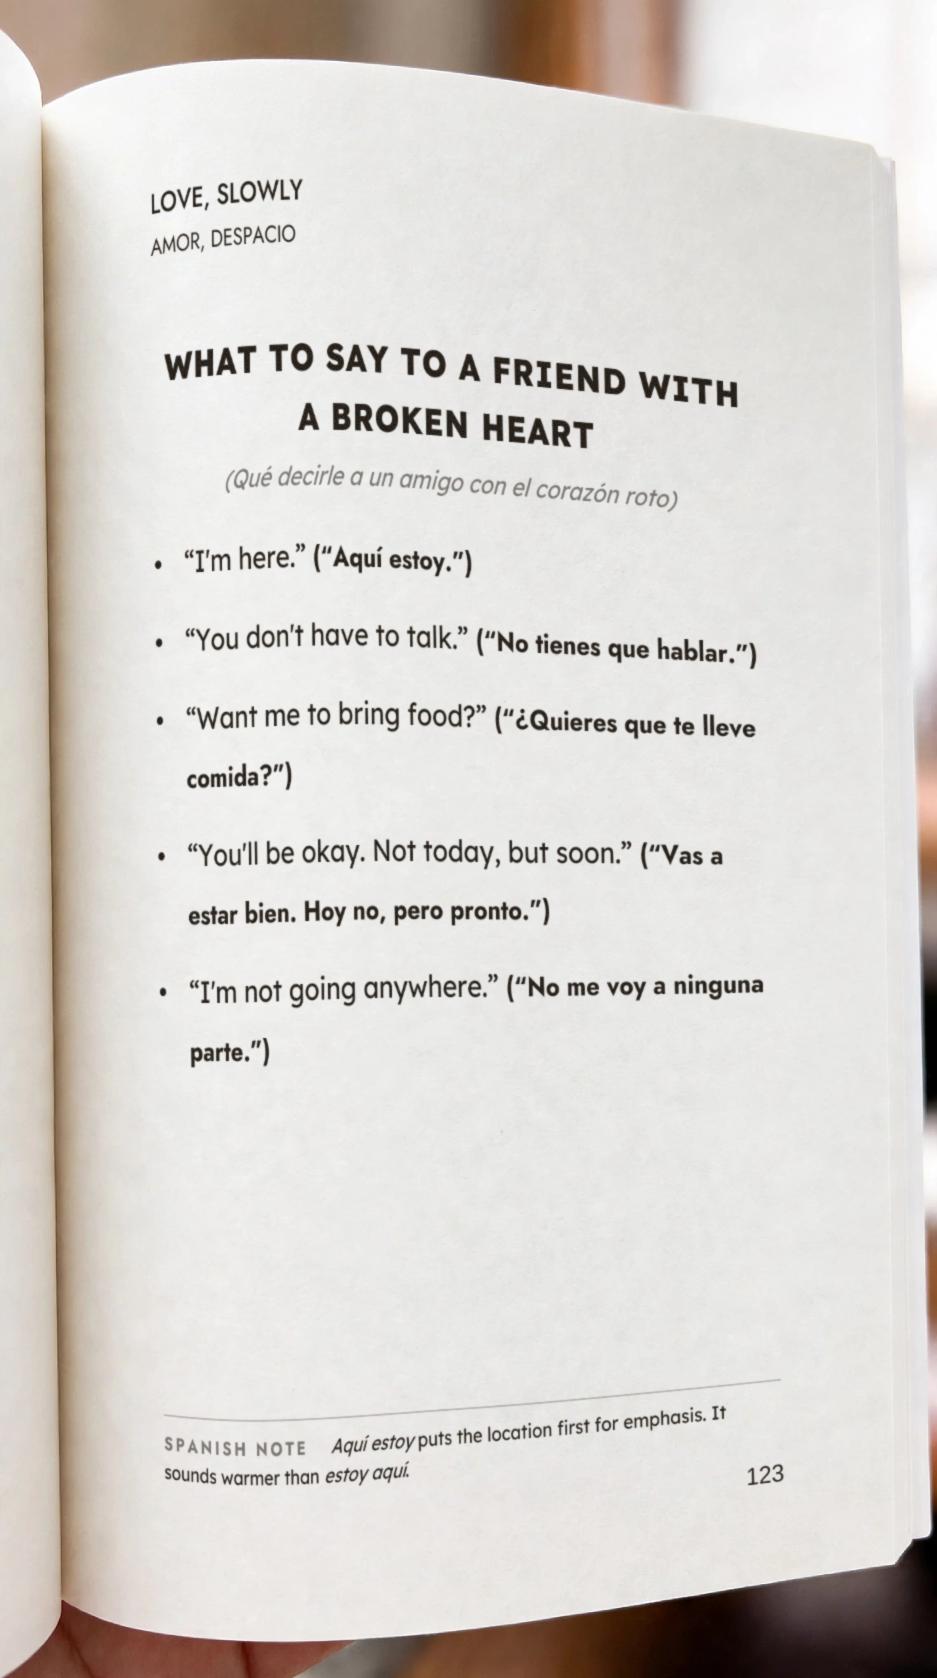 LOVE, SLOWLY
AMOR, DESPACIO
WHAT TO SAY TO A FRIEND WITH
A BROKEN HEART
(Qué decirle a un amigo con el corazón roto)
• “I'm here.” (“Aquí estoy.”)
• “You don't have to talk.” (“No tienes que hablar.”)
• “Want me to bring food?” (“¿Quieres que te lleve
comida?”)
• “You'll be okay. Not today, but soon.” (“Vas a
estar bien. Hoy no, pero pronto.”)
• “I'm not going anywhere.” (“No me voy a ninguna
parte.”)
SPANISH NOTE Aquí estoy puts the location first for emphasis. It
sounds warmer than estoy aquí.
123